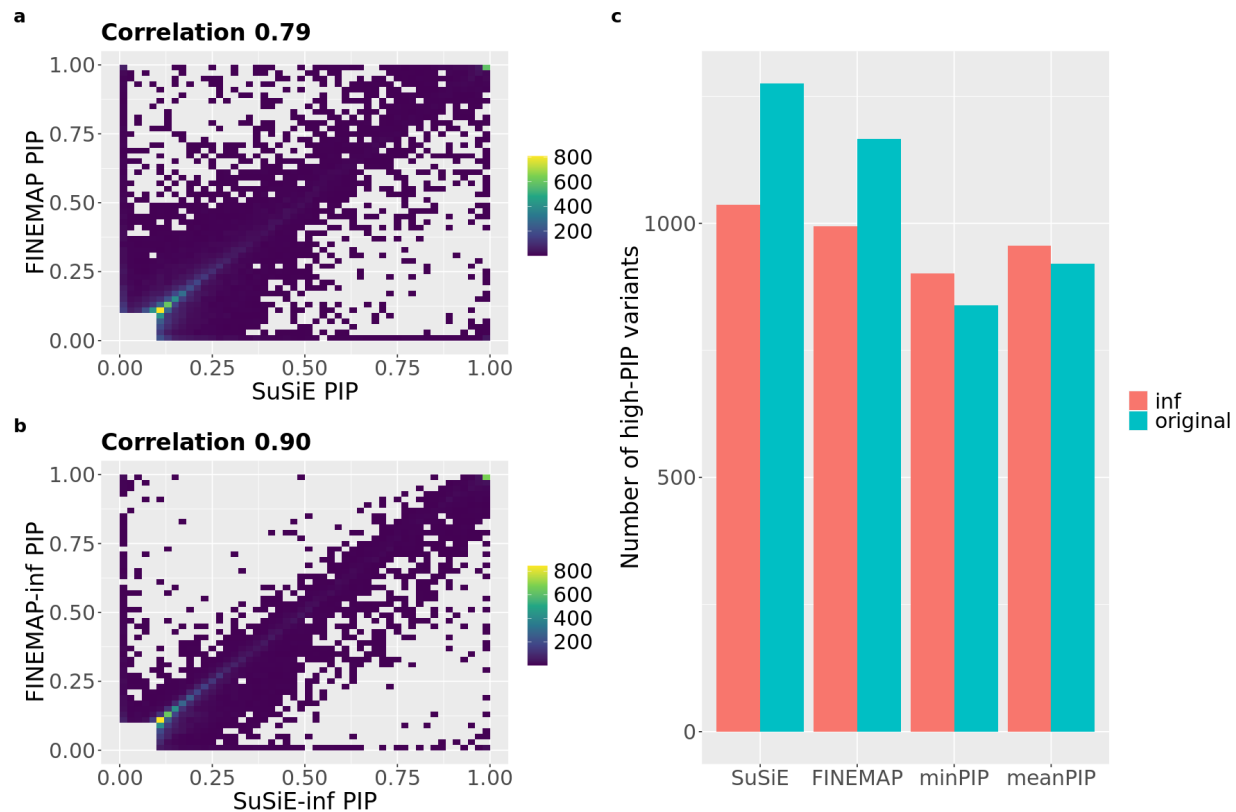 a
Correlation 0.79
FINEMAP PIP
1.00
0.75
0.50
0.25
0.00
0.00 0.25 0.50 0.75 1.00
SuSiE PIP
800
600
400
200
b
Correlation 0.90
FINEMAP-inf PIP
1.00
0.75
0.50
0.25
0.00
0.00 0.25 0.50 0.75 1.00
SuSiE-inf PIP
800
600
400
200
c
Number of high-PIP variants
1000
500
0
SuSiE FINEMAP minPIP meanPIP
inf
original